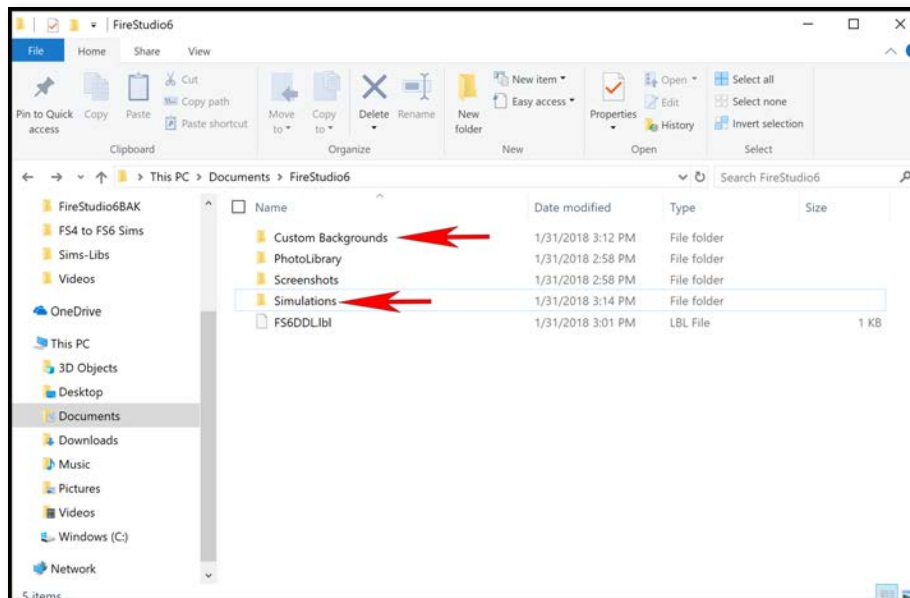 FireStudio6
File Home Share View
Pin to Quick access
Copy
Paste
Cut
Copy path
Paste shortcut
Clipboard
Move to
Copy to
Delete
Rename
Organize
New folder
New item
Easy access
New
Properties
Open
Edit
History
Open
Select all
Select none
Invert selection
Select
This PC > Documents > FireStudio6
Search FireStudio6
FireStudio6BAK
FS4 to FS6 Sims
Sims-Libs
Videos
OneDrive
This PC
3D Objects
Desktop
Documents
Downloads
Music
Pictures
Videos
Windows (C:)
Network
Name Date modified Type Size
Custom Backgrounds 1/31/2018 3:12 PM File folder
PhotoLibrary 1/31/2018 2:58 PM File folder
Screenshots 1/31/2018 2:58 PM File folder
Simulations 1/31/2018 3:14 PM File folder
FS6DDL.lbl 1/31/2018 3:01 PM LBL File 1 KB
5 items